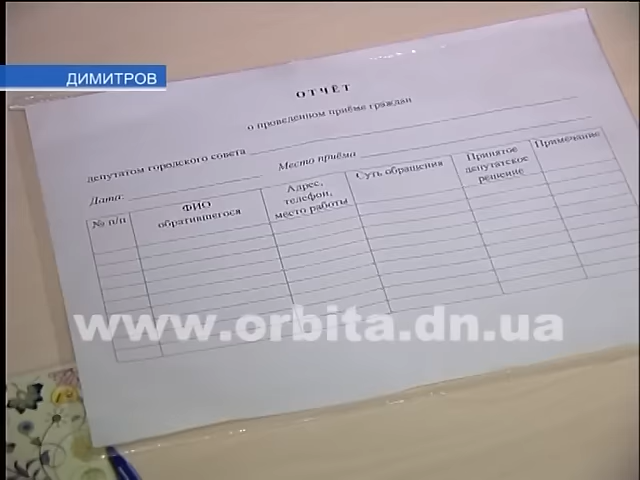 ДИМИТРОВ
ОТЧЁТ
о проведенном приёме граждан
депутатом городского совета
Дата:
Место приёма
№ п/п
ФИО
обратившегося
Адрес,
телефон,
место работы
Суть обращения
Принятое
депутатское
решение
Примечание
www.orbita.dn.ua